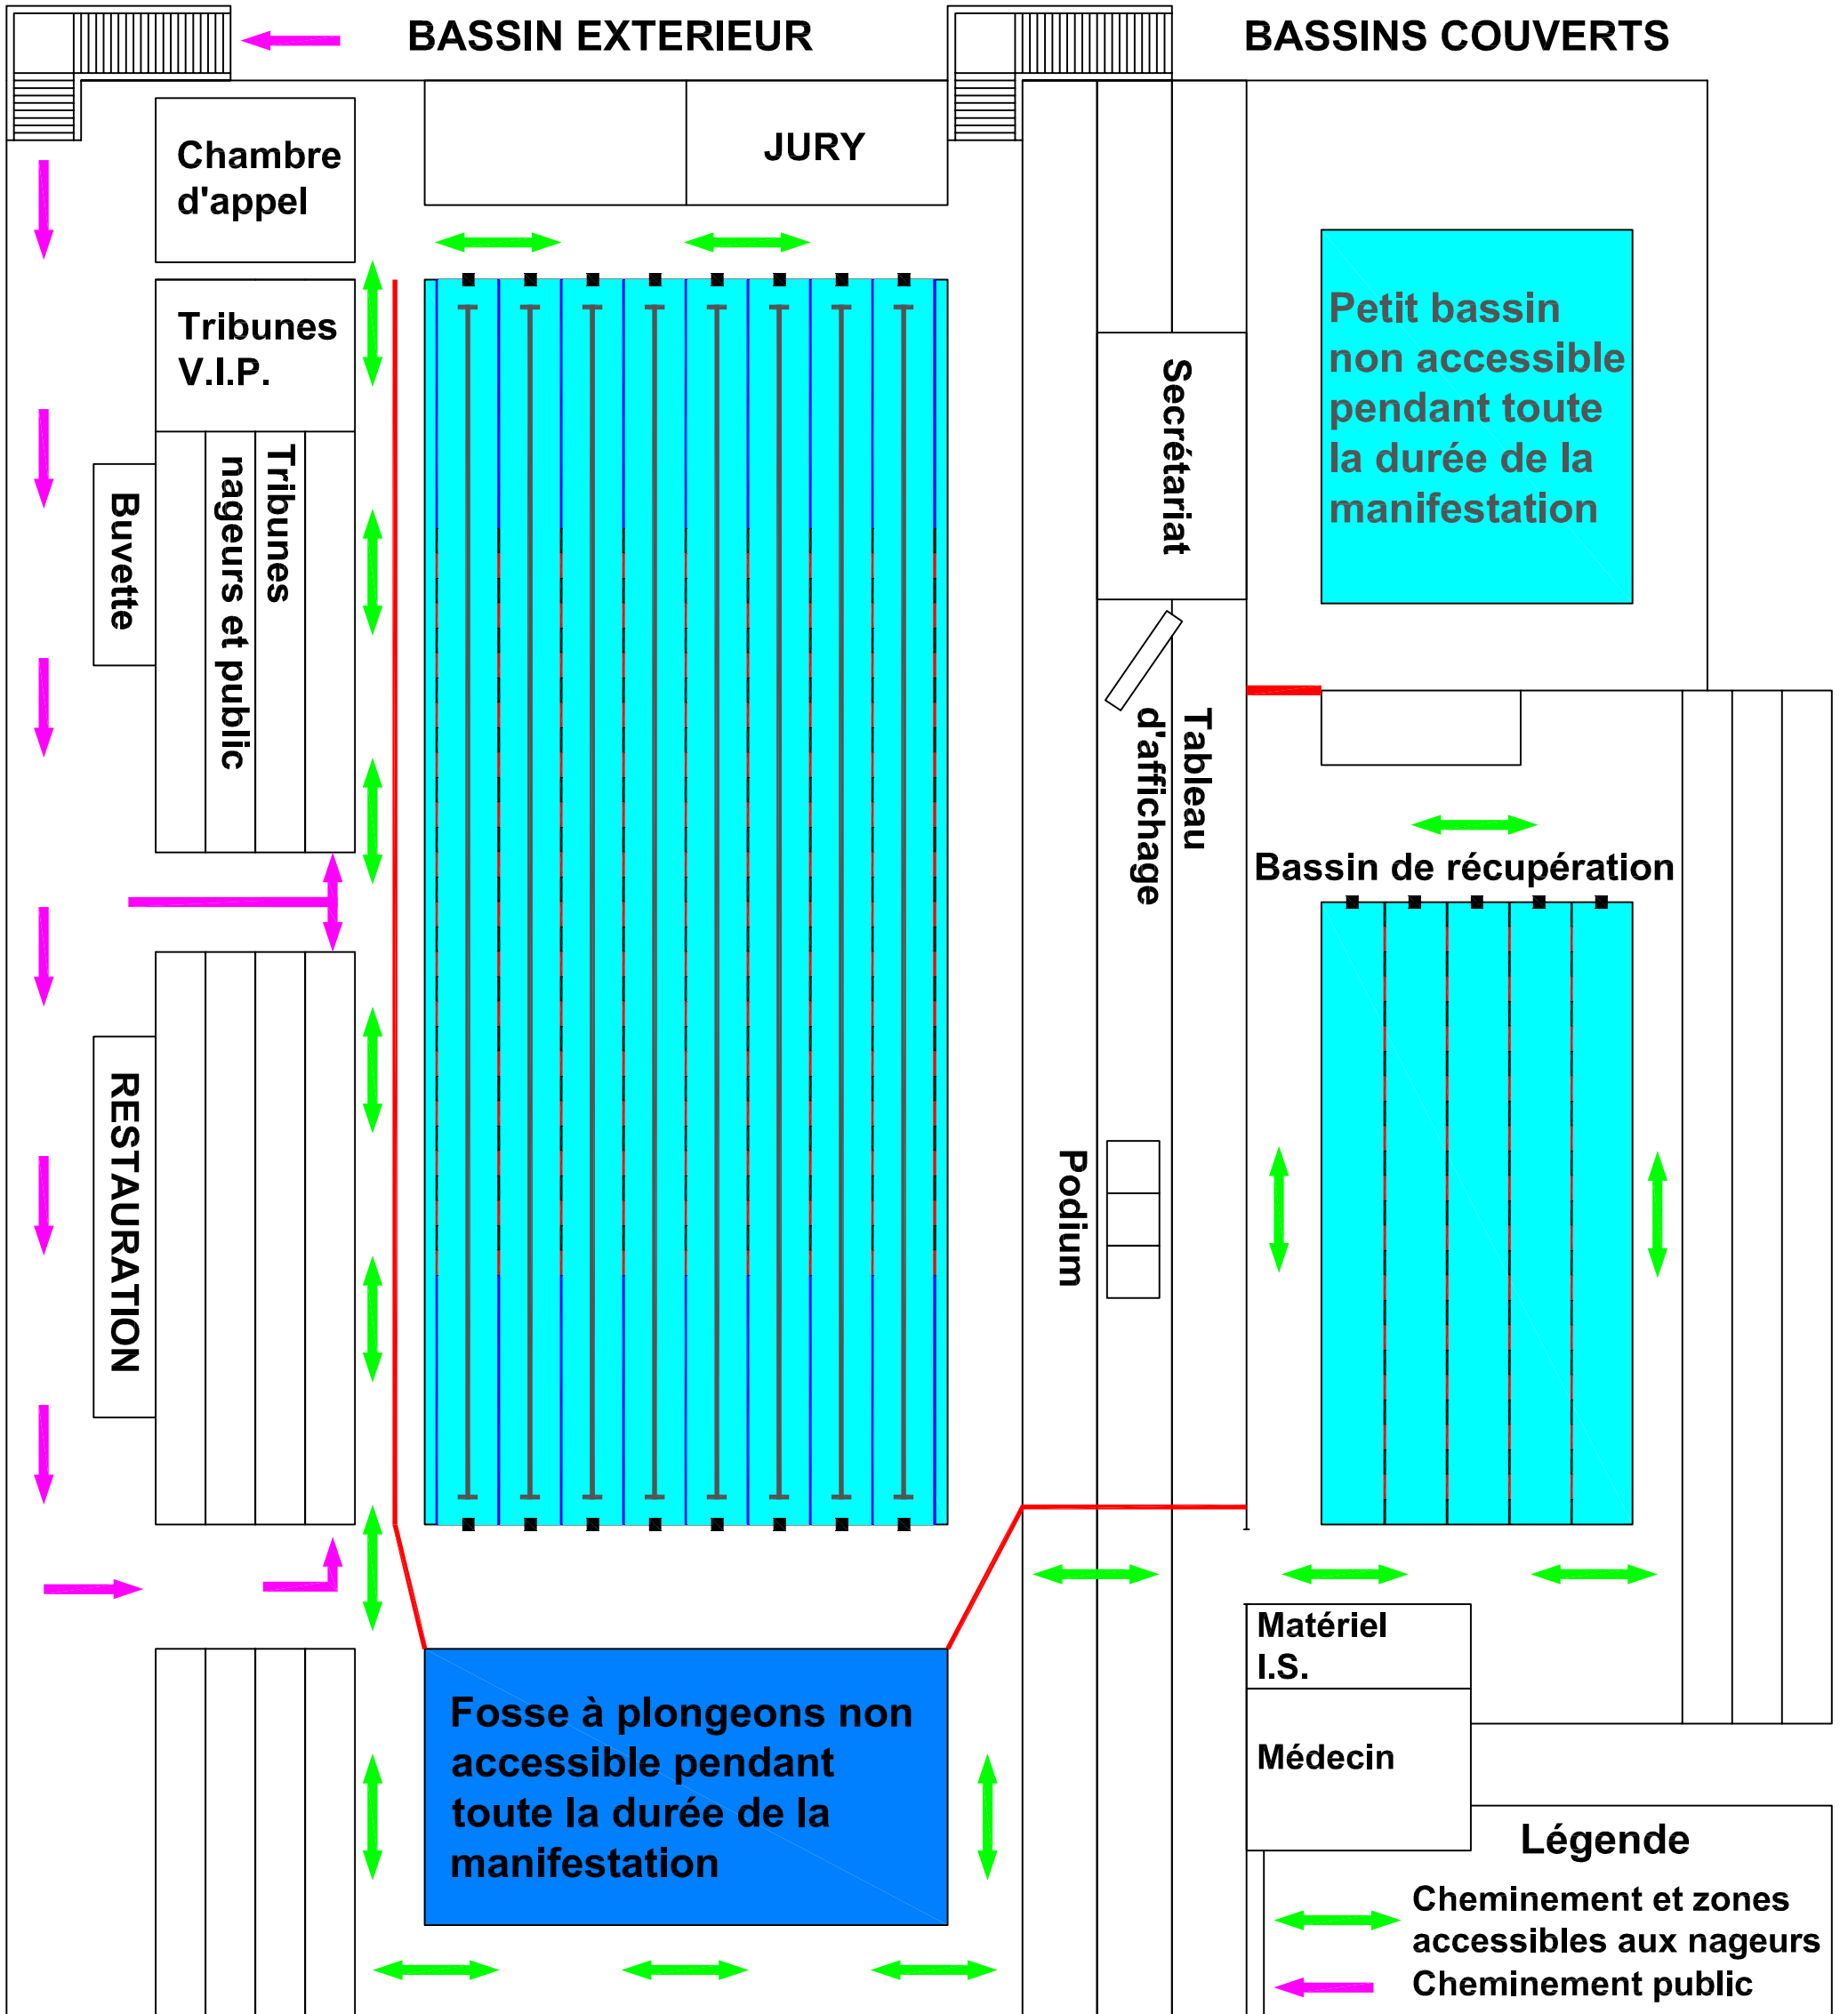 BASSIN EXTERIEUR
BASSINS COUVERTS
Chambre
d'appel
JURY
Tribunes
V.I.P.
Tribunes
nageurs et public
Buvette
RESTAURATION
Secrétariat
Tableau
d'affichage
Podium
Petit bassin
non accessible
pendant toute
la durée de la
manifestation
Bassin de récupération
Matériel
I.S.
Médecin
Fosse à plongeons non
accessible pendant
toute la durée de la
manifestation
Légende
Cheminement et zones
accessibles aux nageurs
Cheminement public